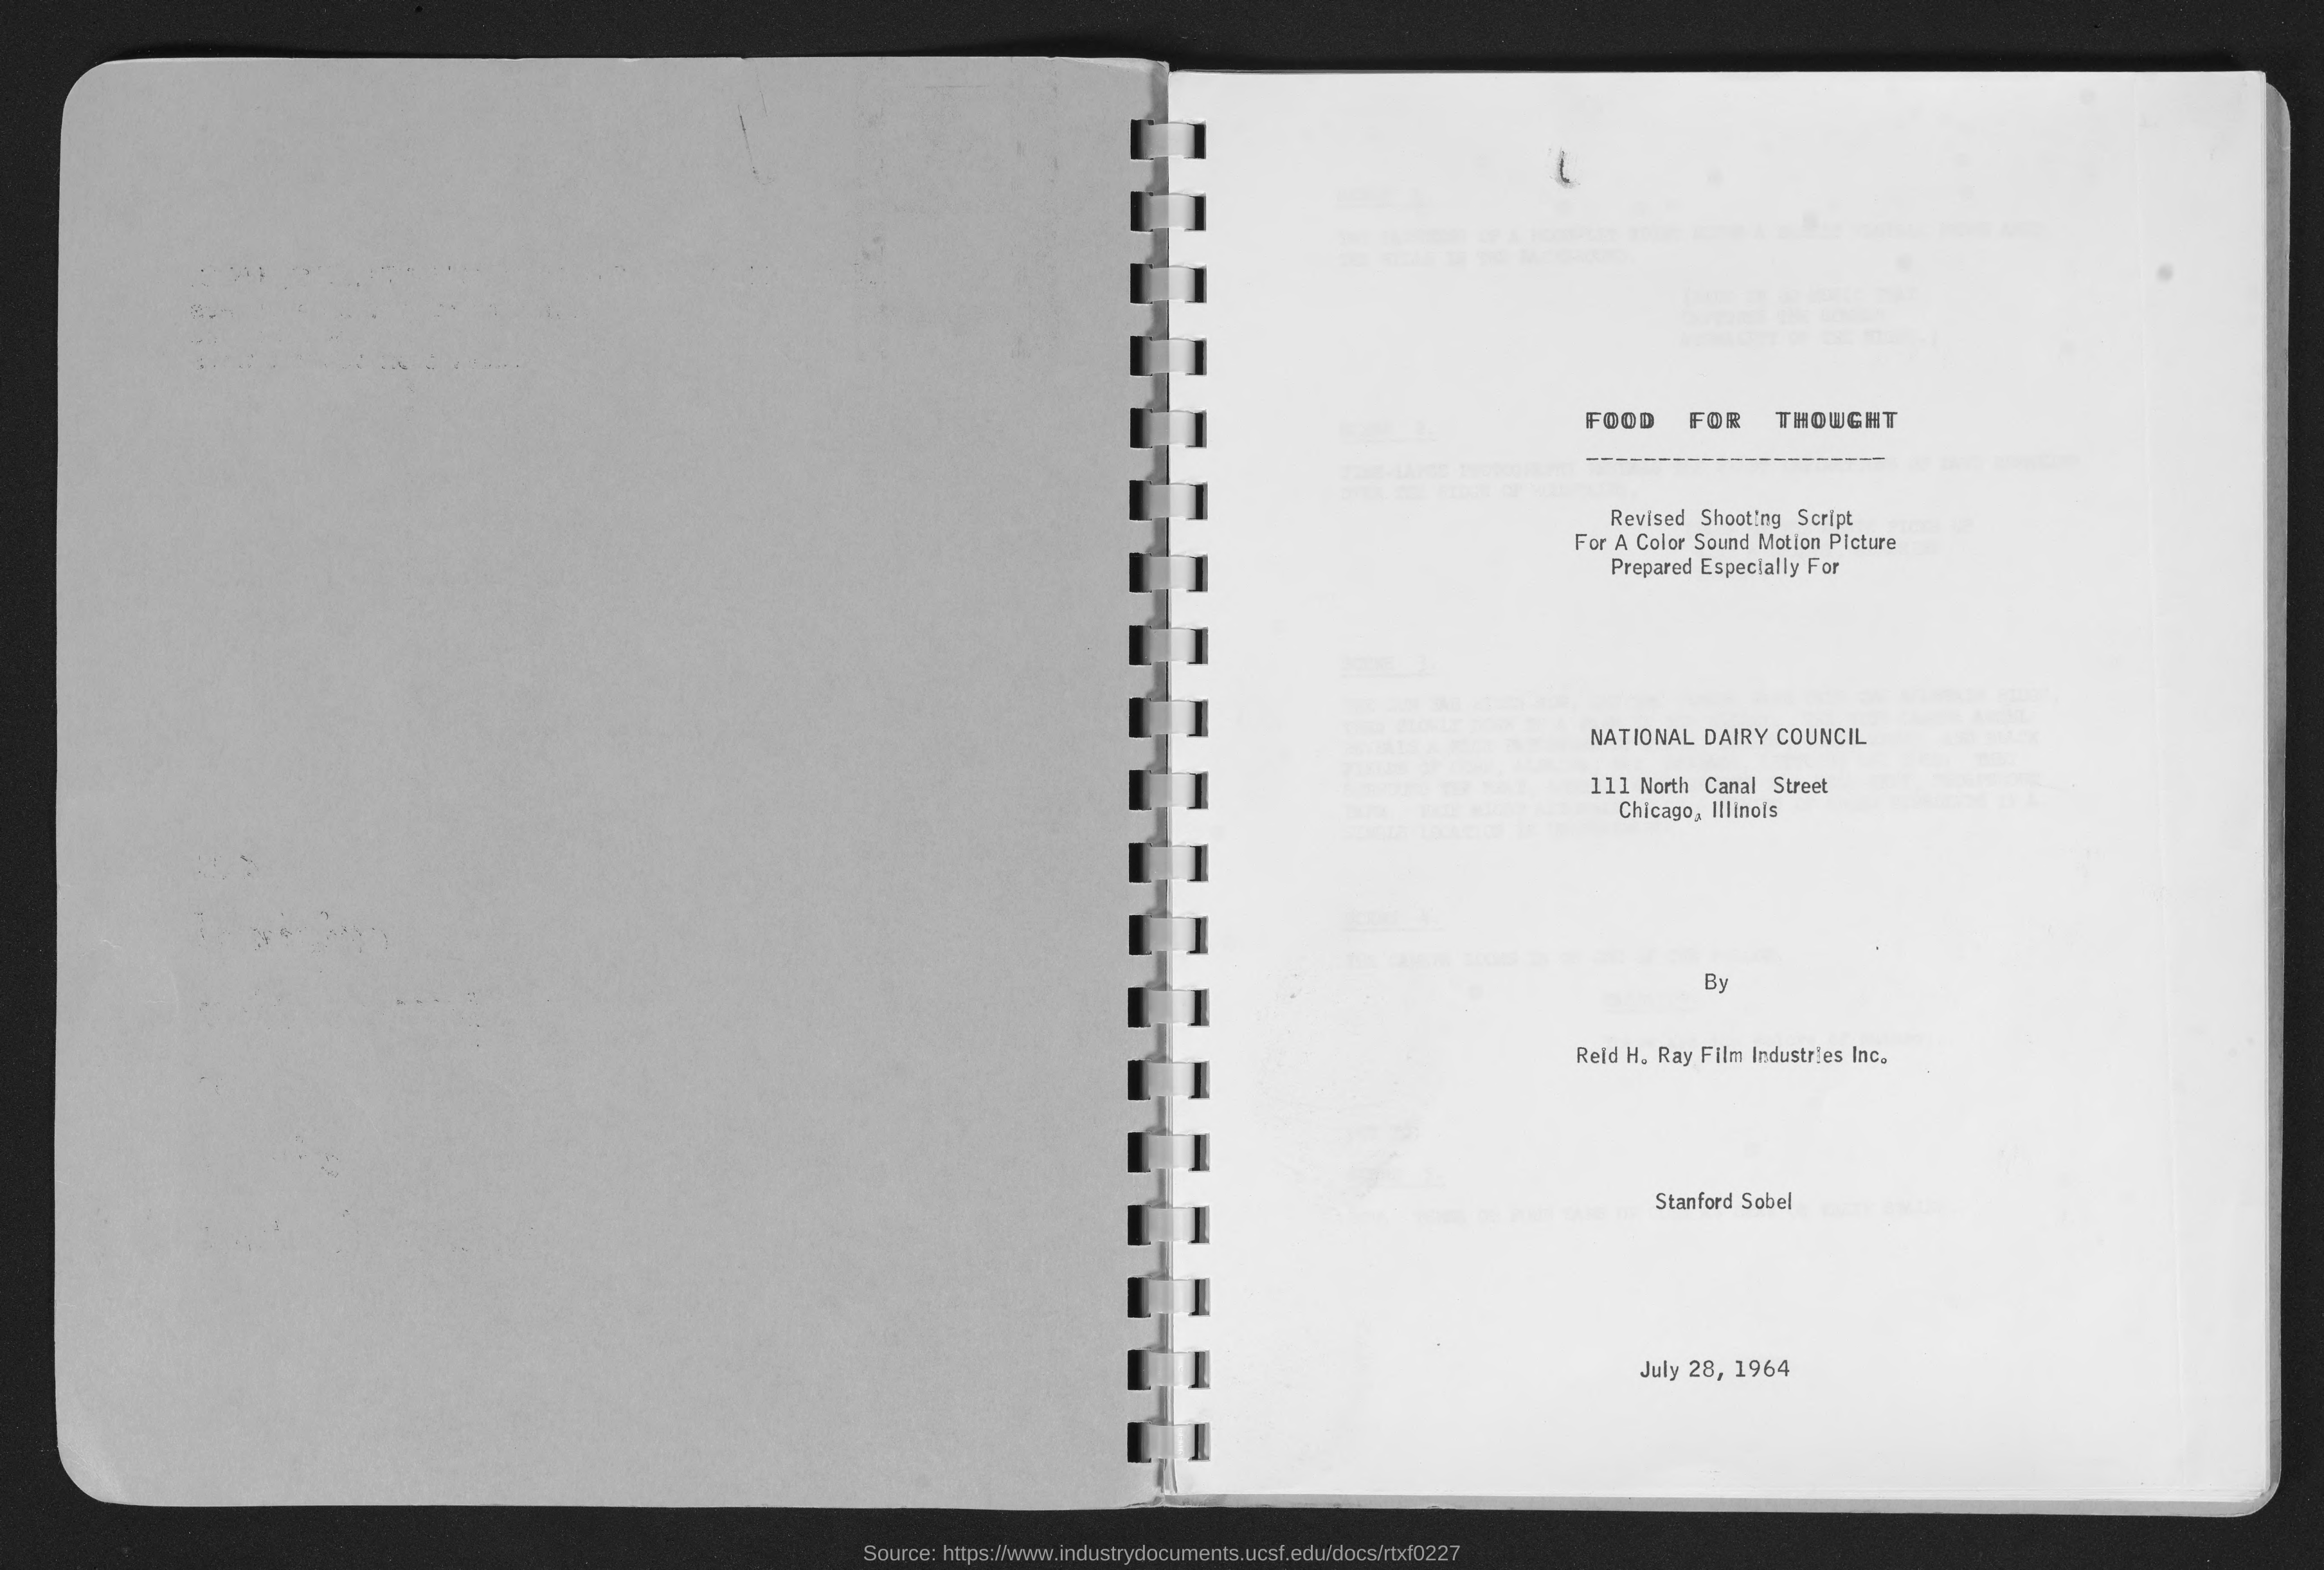 FOOD FOR THOUGHT
Revised Shooting Script
For A Color Sound Motion Picture
Prepared Especially For
NATIONAL DAIRY COUNCIL
111 North Canal Street
Chicago, Illinois
By
Reid H. Ray Film Industries Inc.
Stanford Sobel
July 28, 1964
Source: https://www.industrydocuments.ucsf.edu/docs/rtxf0227